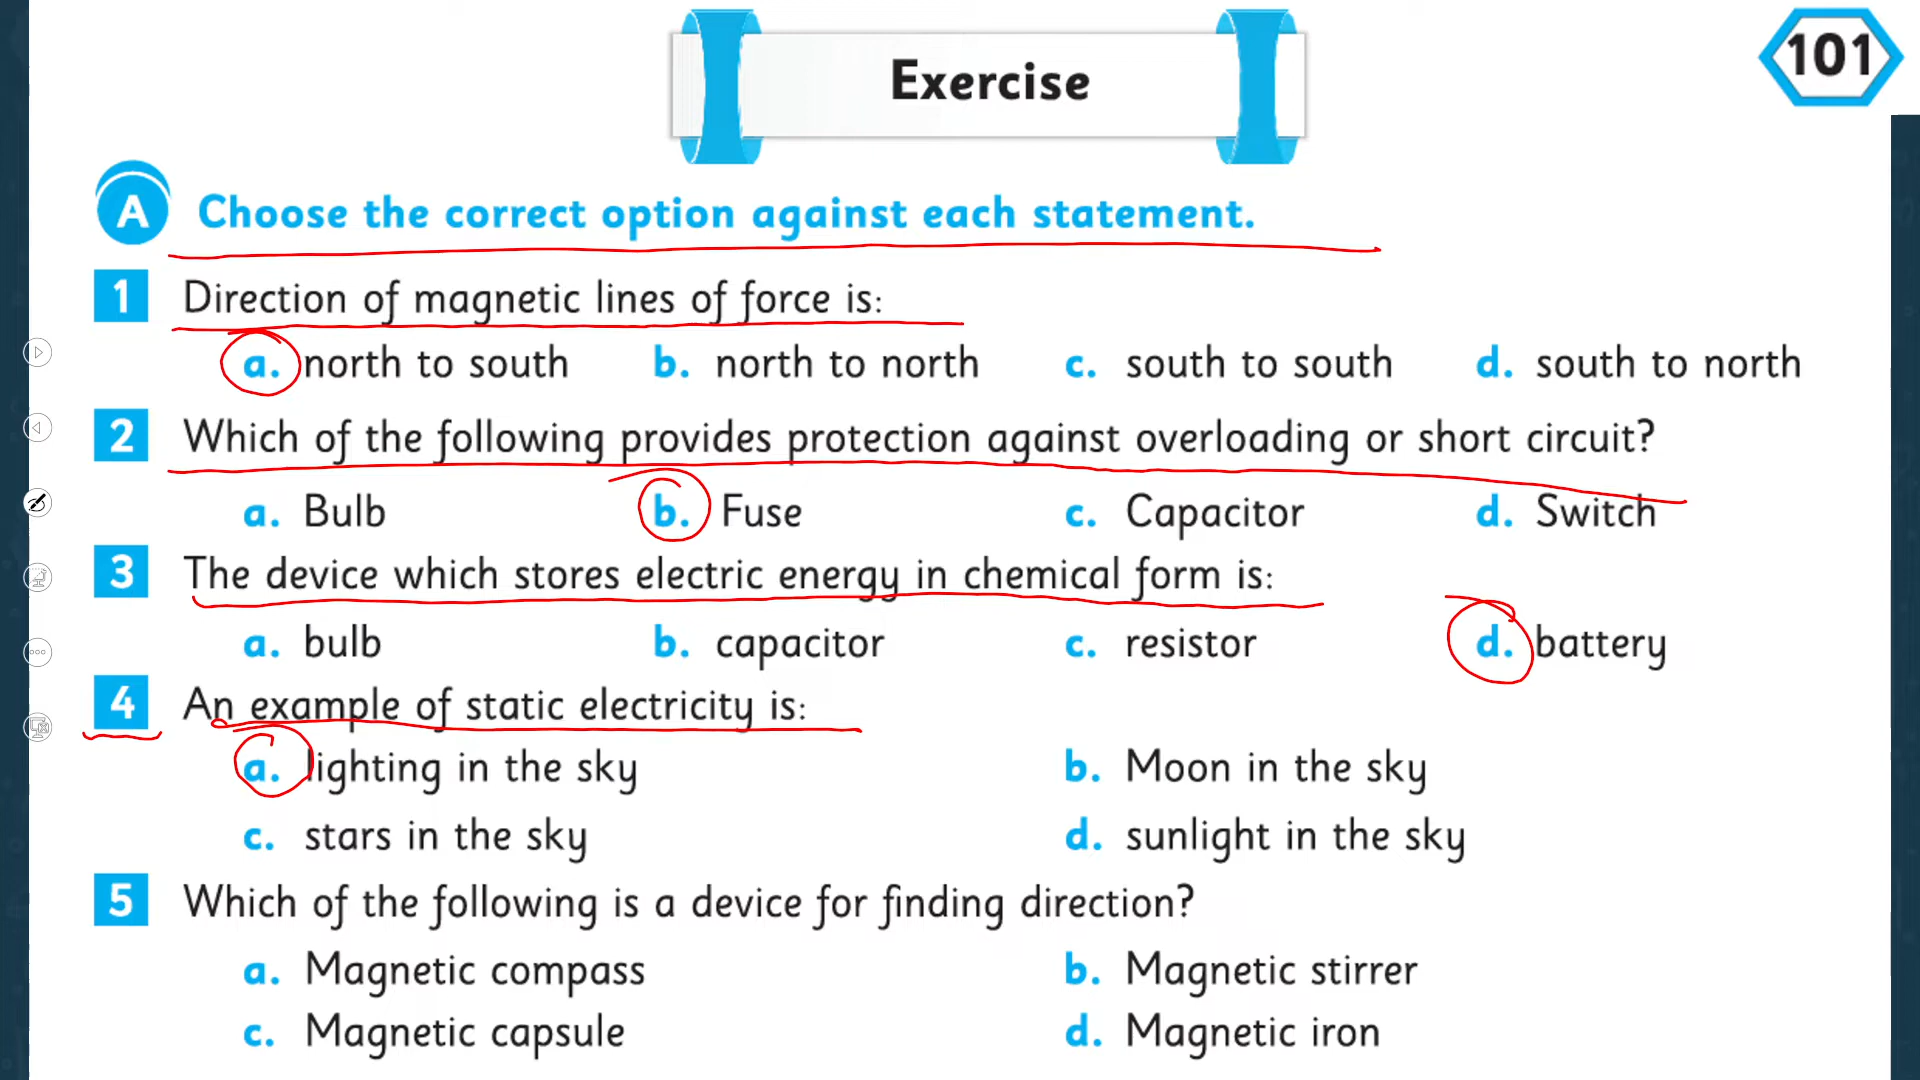 Exercise
101
A Choose the correct option against each statement.
1 Direction of magnetic lines of force is:
a. north to south b. north to north c. south to south d. south to north
2 Which of the following provides protection against overloading or short circuit?
a. Bulb b. Fuse c. Capacitor d. Switch
3 The device which stores electric energy in chemical form is:
a. bulb b. capacitor c. resistor d. battery
4 An example of static electricity is:
a. lighting in the sky b. Moon in the sky
c. stars in the sky d. sunlight in the sky
5 Which of the following is a device for finding direction?
a. Magnetic compass b. Magnetic stirrer
c. Magnetic capsule d. Magnetic iron